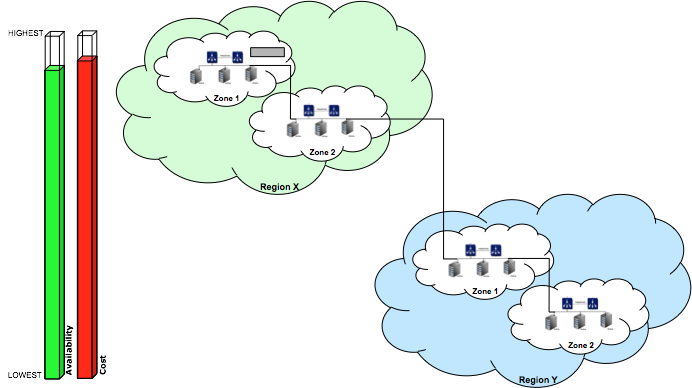 HIGHEST
Zone 1
Zone 2
Region X
Zone 1
Zone 2
Region Y
LOWEST
Availability
Cost